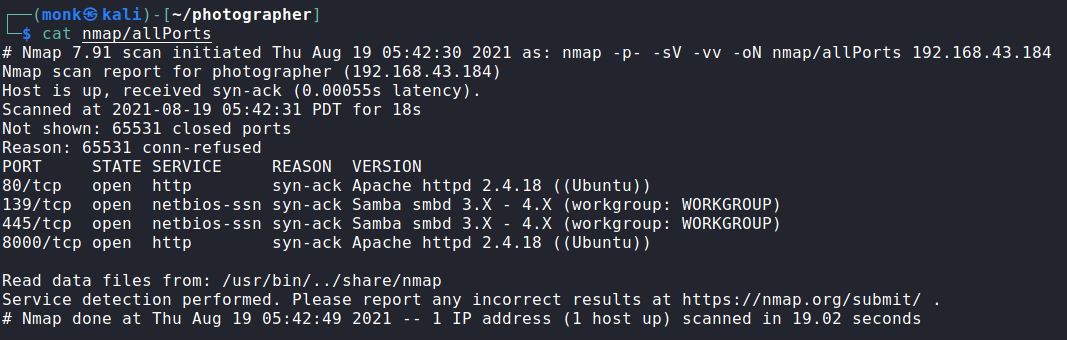 ┌──(monk㉿kali)-[~/photographer]
└─$ cat nmap/allPorts
# Nmap 7.91 scan initiated Thu Aug 19 05:42:30 2021 as: nmap -p- -sV -vv -oN nmap/allPorts 192.168.43.184
Nmap scan report for photographer (192.168.43.184)
Host is up, received syn-ack (0.00055s latency).
Scanned at 2021-08-19 05:42:31 PDT for 18s
Not shown: 65531 closed ports
Reason: 65531 conn-refused
PORT     STATE SERVICE     REASON  VERSION
80/tcp   open  http        syn-ack Apache httpd 2.4.18 ((Ubuntu))
139/tcp  open  netbios-ssn syn-ack Samba smbd 3.X - 4.X (workgroup: WORKGROUP)
445/tcp  open  netbios-ssn syn-ack Samba smbd 3.X - 4.X (workgroup: WORKGROUP)
8000/tcp open  http        syn-ack Apache httpd 2.4.18 ((Ubuntu))
Read data files from: /usr/bin/../share/nmap
Service detection performed. Please report any incorrect results at https://nmap.org/submit/ .
# Nmap done at Thu Aug 19 05:42:49 2021 -- 1 IP address (1 host up) scanned in 19.02 seconds